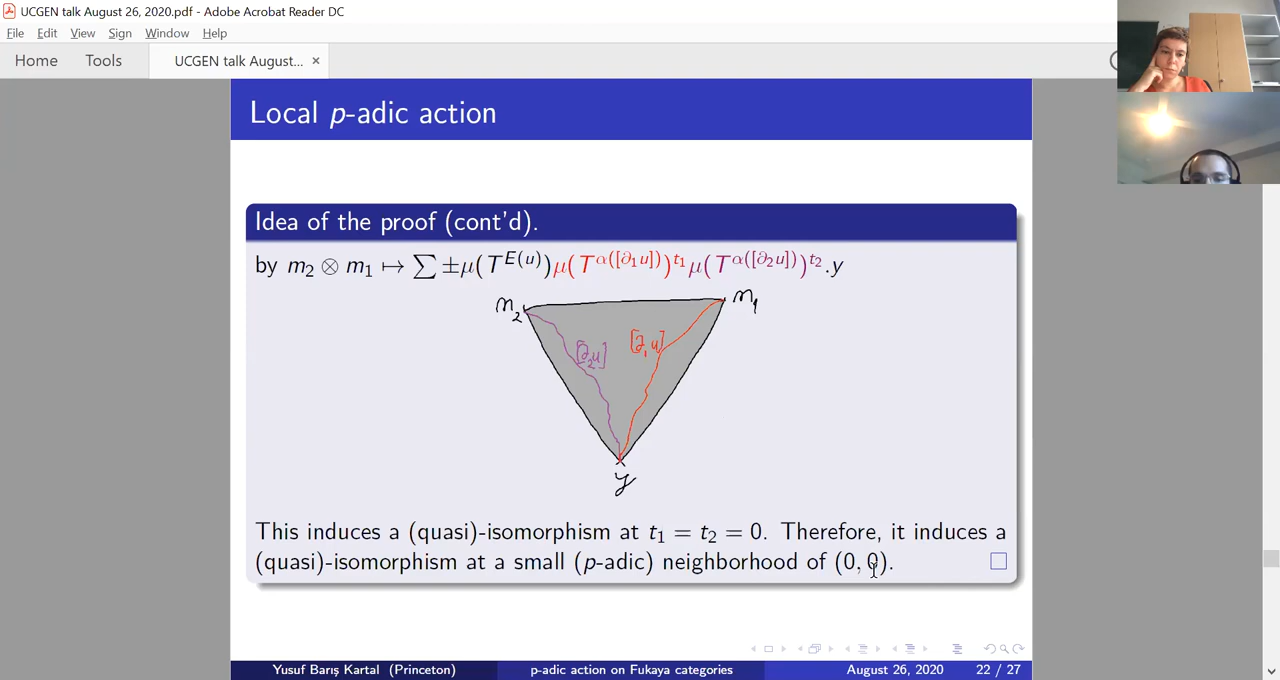 UCGEN talk August 26, 2020.pdf - Adobe Acrobat Reader DC
File Edit View Window Help
Home Tools UCGEN talk August... ×
Local p-adic action
Idea of the proof (cont'd).
by m₂ ⊗ m₁ ↦ ∑ ±μ(T^{E(u)})μ(T^{α([∂₁u])})^{t₁}μ(T^{α([∂₂u])})^{t₂}.y
m₂ m₁
[∂₂u] [∂₁u]
y
This induces a (quasi)-isomorphism at t₁ = t₂ = 0. Therefore, it induces a
(quasi)-isomorphism at a small (p-adic) neighborhood of (0, 0).
Yusuf Barış Kartal (Princeton) p-adic action on Fukaya categories August 26, 2020 22 / 27